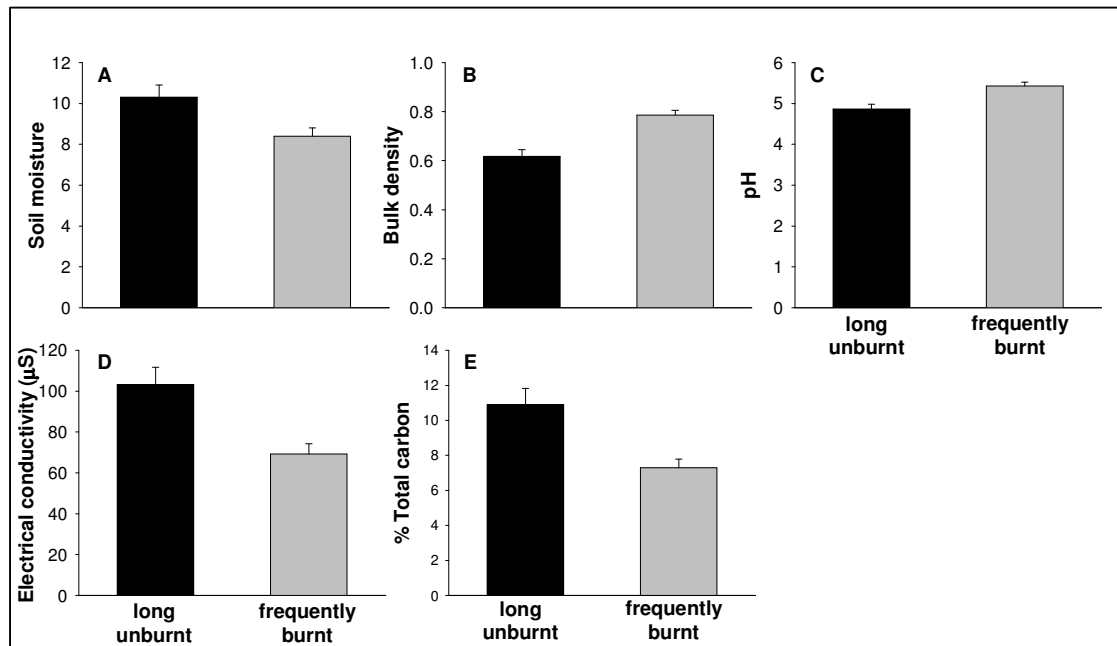 A
Soil moisture
12
10
8
6
4
2
0
B
Bulk density
1.0
0.8
0.6
0.4
0.2
0.0
C
pH
6
5
4
3
2
1
0
long
unburnt
frequently
burnt
D
Electrical conductivity (µS)
120
100
80
60
40
20
0
long
unburnt
frequently
burnt
E
% Total carbon
14
12
10
8
6
4
2
0
long
unburnt
frequently
burnt